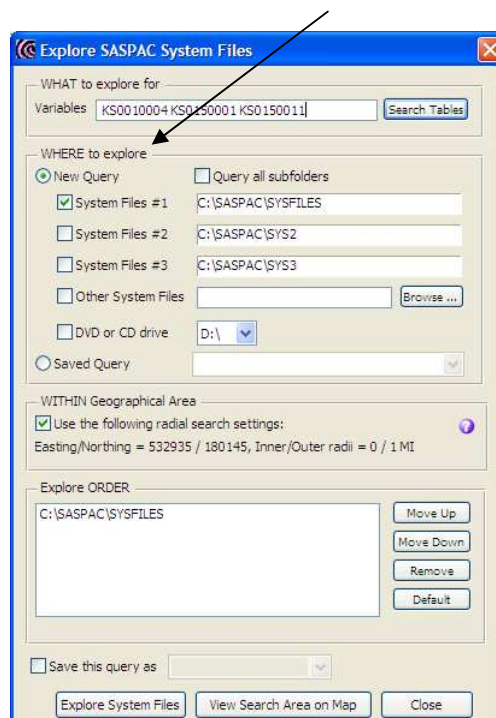 Explore SASPAC System Files
WHAT to explore for
Variables KS0010004 KS0150001 KS0150011 Search Tables
WHERE to explore
New Query Query all subfolders
System Files #1 C:\SASPAC\SYSFILES
System Files #2 C:\SASPAC\SYS2
System Files #3 C:\SASPAC\SYS3
Other System Files Browse ...
DVD or CD drive D:\
Saved Query
WITHIN Geographical Area
Use the following radial search settings:
Easting/Northing = 532935 / 180145, Inner/Outer radii = 0 / 1 MI
Explore ORDER
C:\SASPAC\SYSFILES
Move Up
Move Down
Remove
Default
Save this query as
Explore System Files View Search Area on Map Close